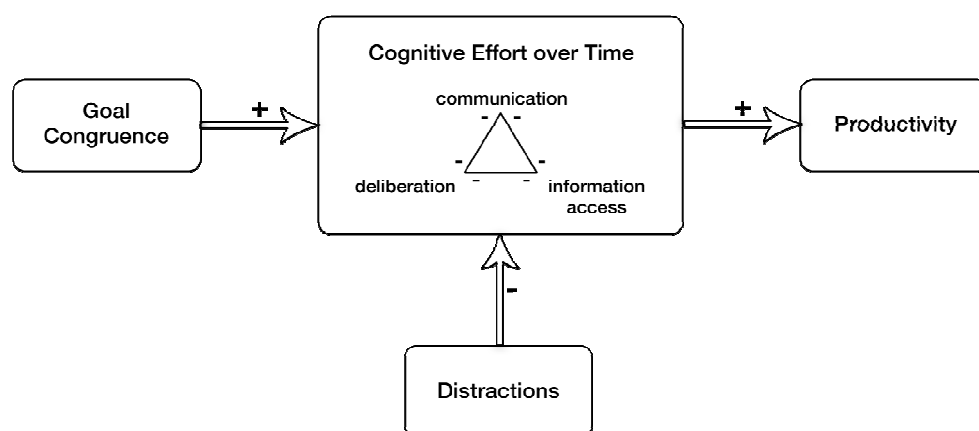 Cognitive Effort over Time
communication
- -
Goal
Congruence
+
+
Productivity
- -
deliberation
- -
information
access
-
Distractions